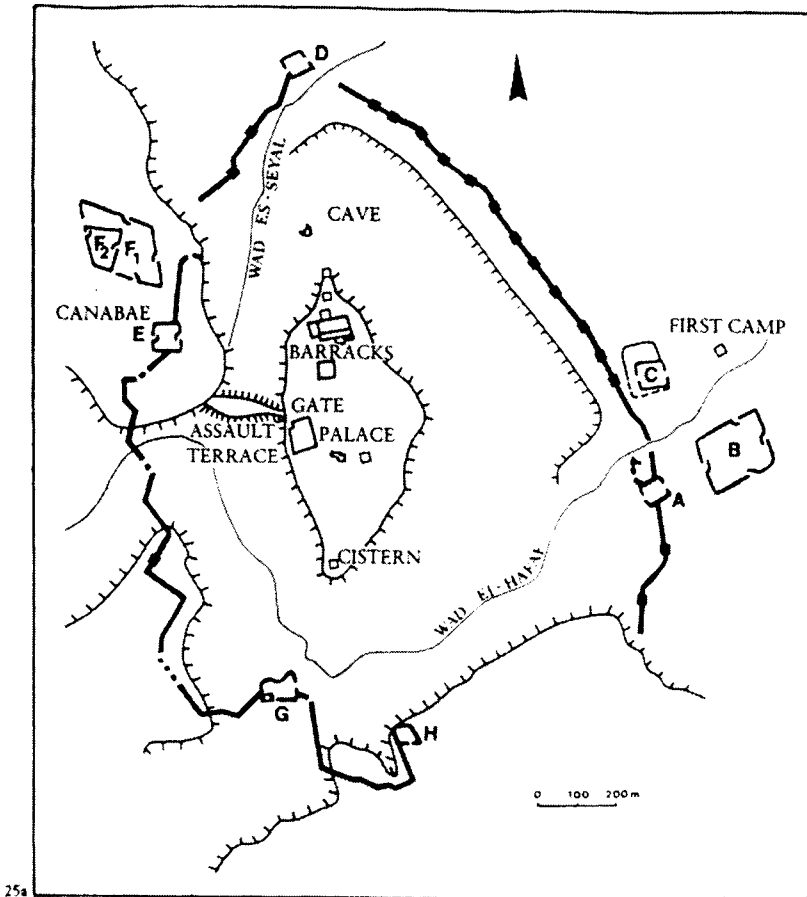 D
WAD ES-SEYAL
CAVE
F2 F1
CANABAE
E
BARRACKS
FIRST CAMP
C
GATE
ASSAULT
TERRACE
PALACE
B
A
CISTERN
WAD EL-HAFAF
G
H
0 100 200m
25a